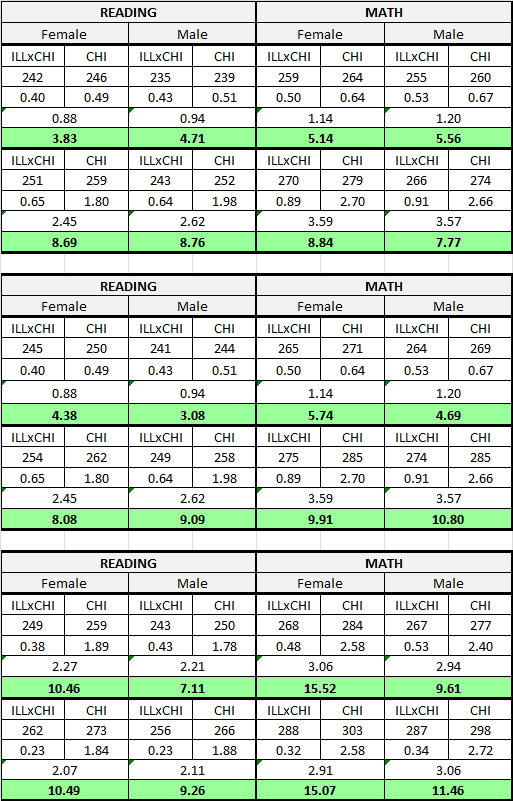 READING MATH
Female Male Female Male
ILLxCHI CHI ILLxCHI CHI ILLxCHI CHI ILLxCHI CHI
242 246 235 239 259 264 255 260
0.40 0.49 0.43 0.51 0.50 0.64 0.53 0.67
0.88 0.94 1.14 1.20
3.83 4.71 5.14 5.56
ILLxCHI CHI ILLxCHI CHI ILLxCHI CHI ILLxCHI CHI
251 259 243 252 270 279 266 274
0.65 1.80 0.64 1.98 0.89 2.70 0.91 2.66
2.45 2.62 3.59 3.57
8.69 8.76 8.84 7.77
READING MATH
Female Male Female Male
ILLxCHI CHI ILLxCHI CHI ILLxCHI CHI ILLxCHI CHI
245 250 241 244 265 271 264 269
0.40 0.49 0.43 0.51 0.50 0.64 0.53 0.67
0.88 0.94 1.14 1.20
4.38 3.08 5.74 4.69
ILLxCHI CHI ILLxCHI CHI ILLxCHI CHI ILLxCHI CHI
254 262 249 258 275 285 274 285
0.65 1.80 0.64 1.98 0.89 2.70 0.91 2.66
2.45 2.62 3.59 3.57
8.08 9.09 9.91 10.80
READING MATH
Female Male Female Male
ILLxCHI CHI ILLxCHI CHI ILLxCHI CHI ILLxCHI CHI
249 259 243 250 268 284 267 277
0.38 1.89 0.43 1.78 0.48 2.58 0.53 2.40
2.27 2.21 3.06 2.94
10.46 7.11 15.52 9.61
ILLxCHI CHI ILLxCHI CHI ILLxCHI CHI ILLxCHI CHI
262 273 256 266 288 303 287 298
0.23 1.84 0.23 1.88 0.32 2.58 0.34 2.72
2.07 2.11 2.91 3.06
10.49 9.26 15.07 11.46